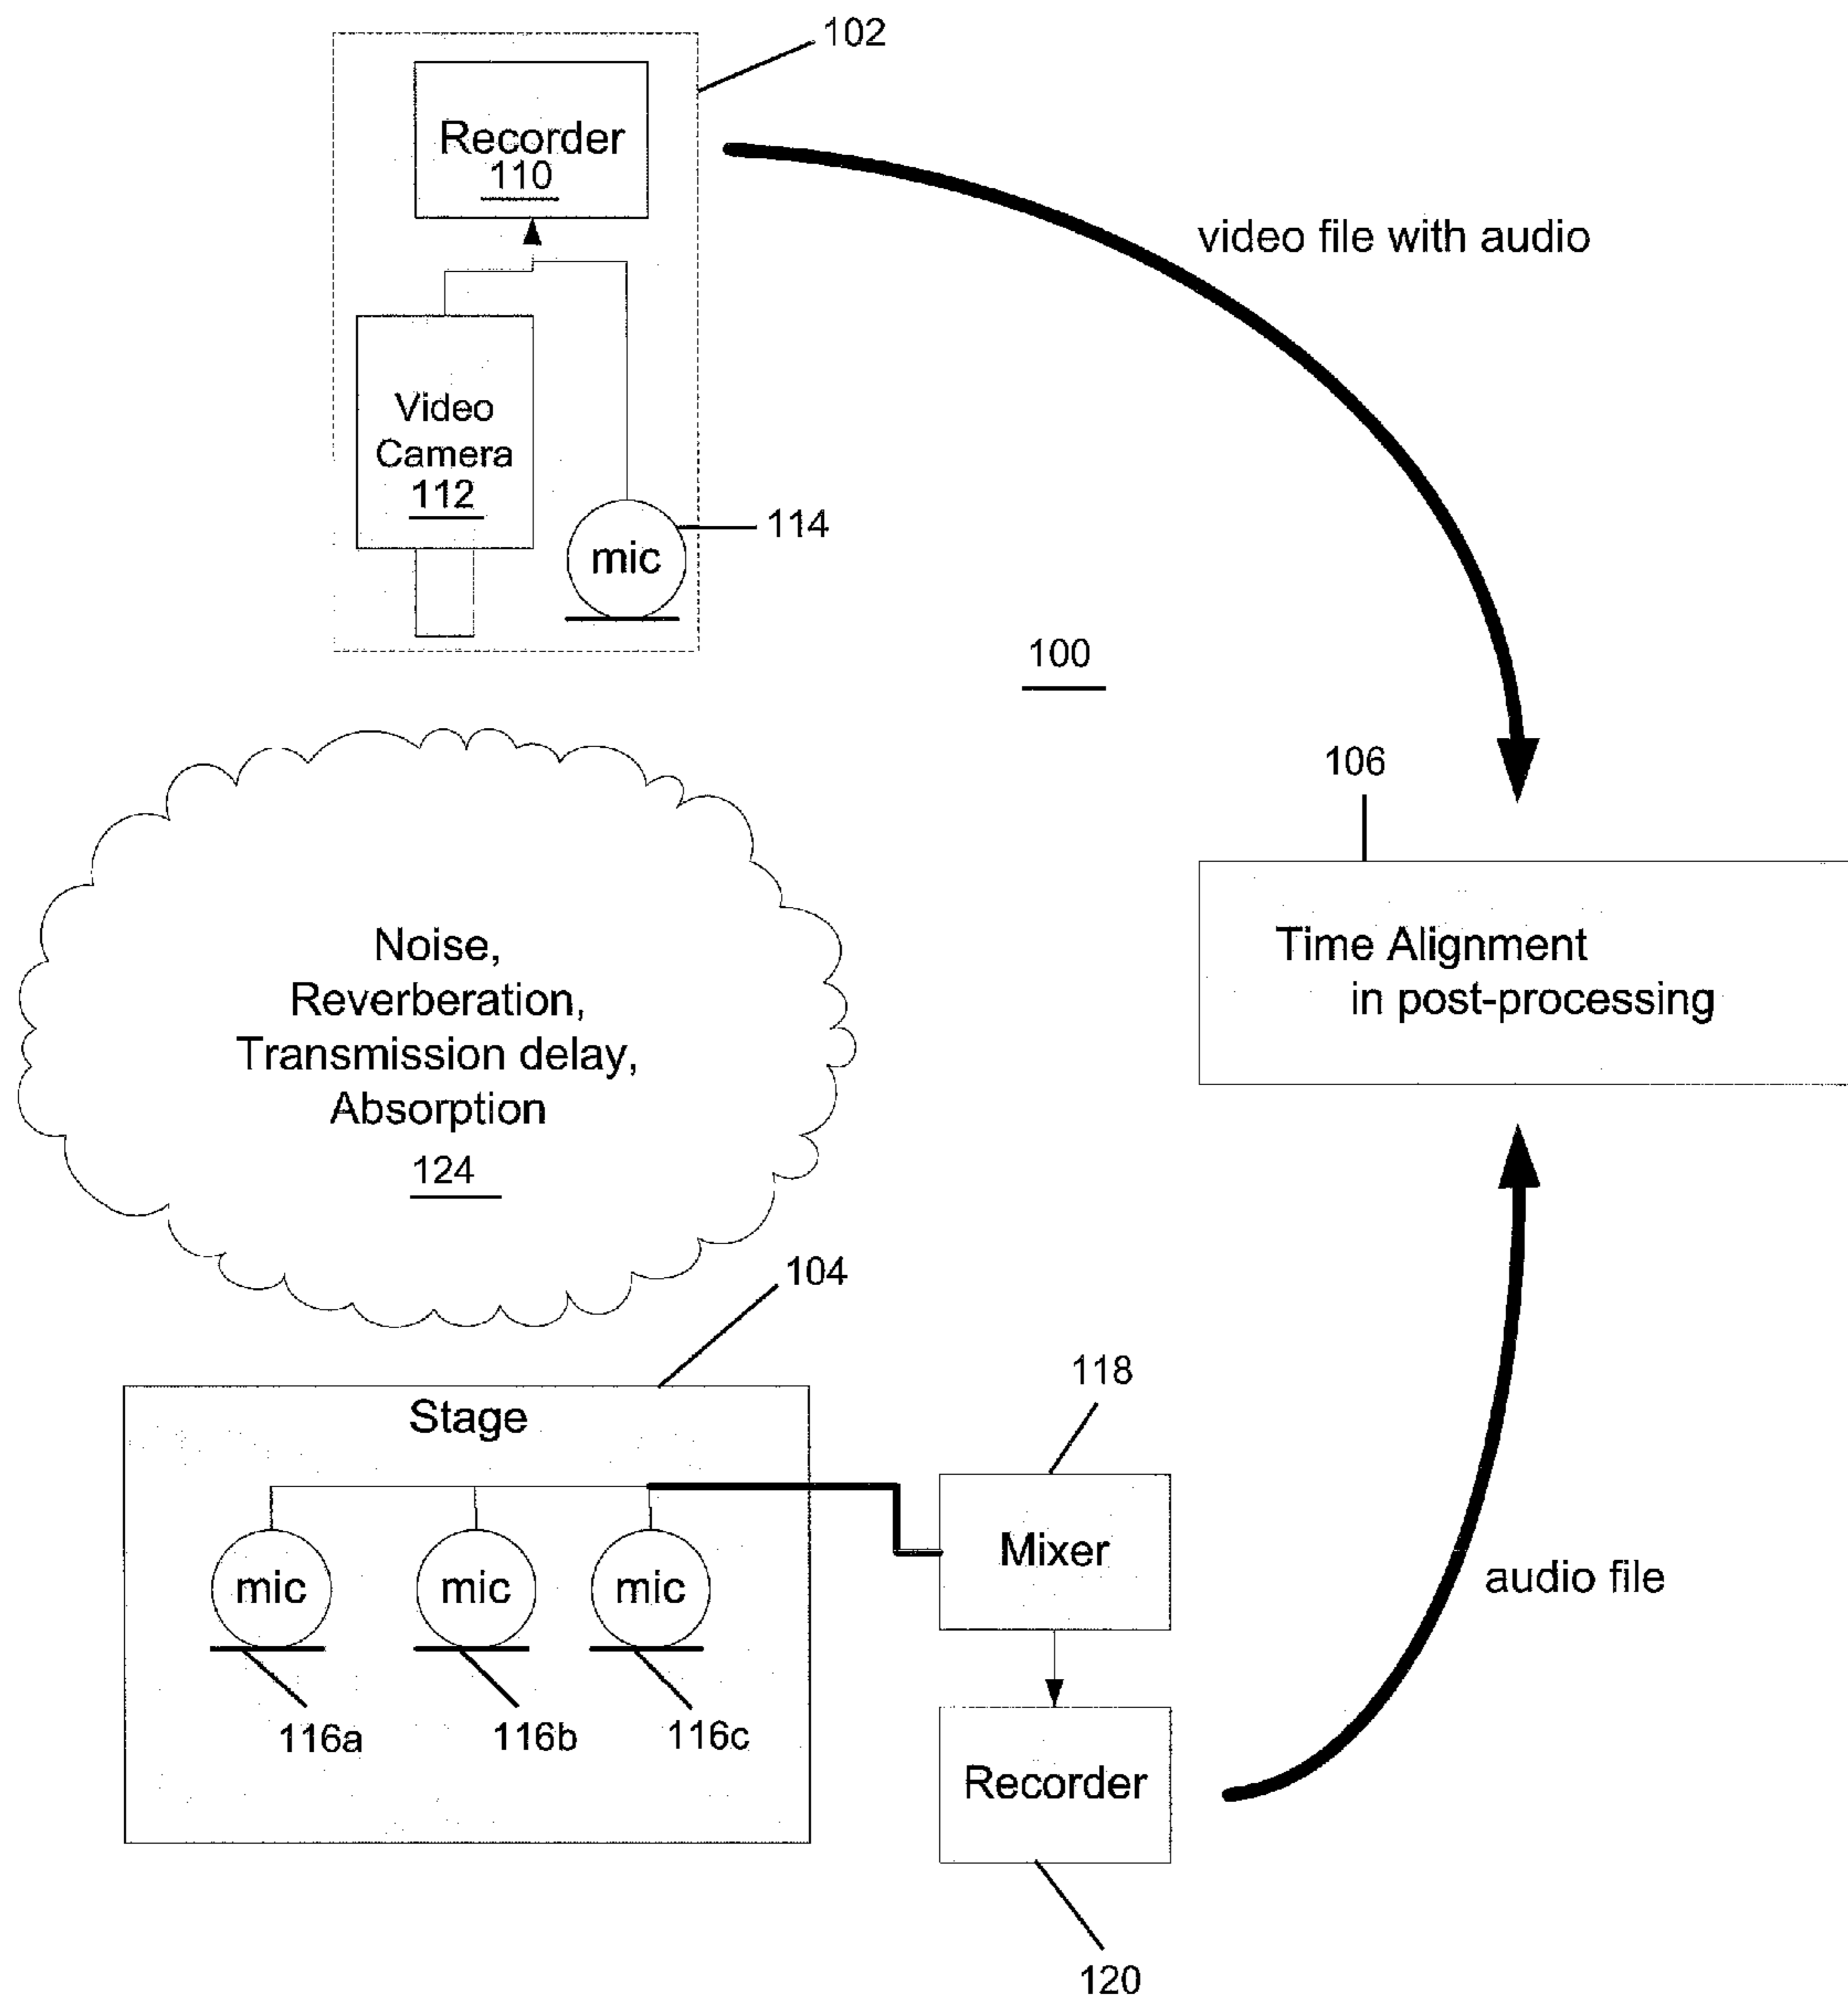 102
Recorder
110
video file with audio
Video
Camera
112
114
mic
100
106
Noise,
Reverberation,
Transmission delay,
Absorption
124
Time Alignment
in post-processing
104
118
Stage
Mixer
mic
mic
mic
audio file
116a
116b
116c
Recorder
120